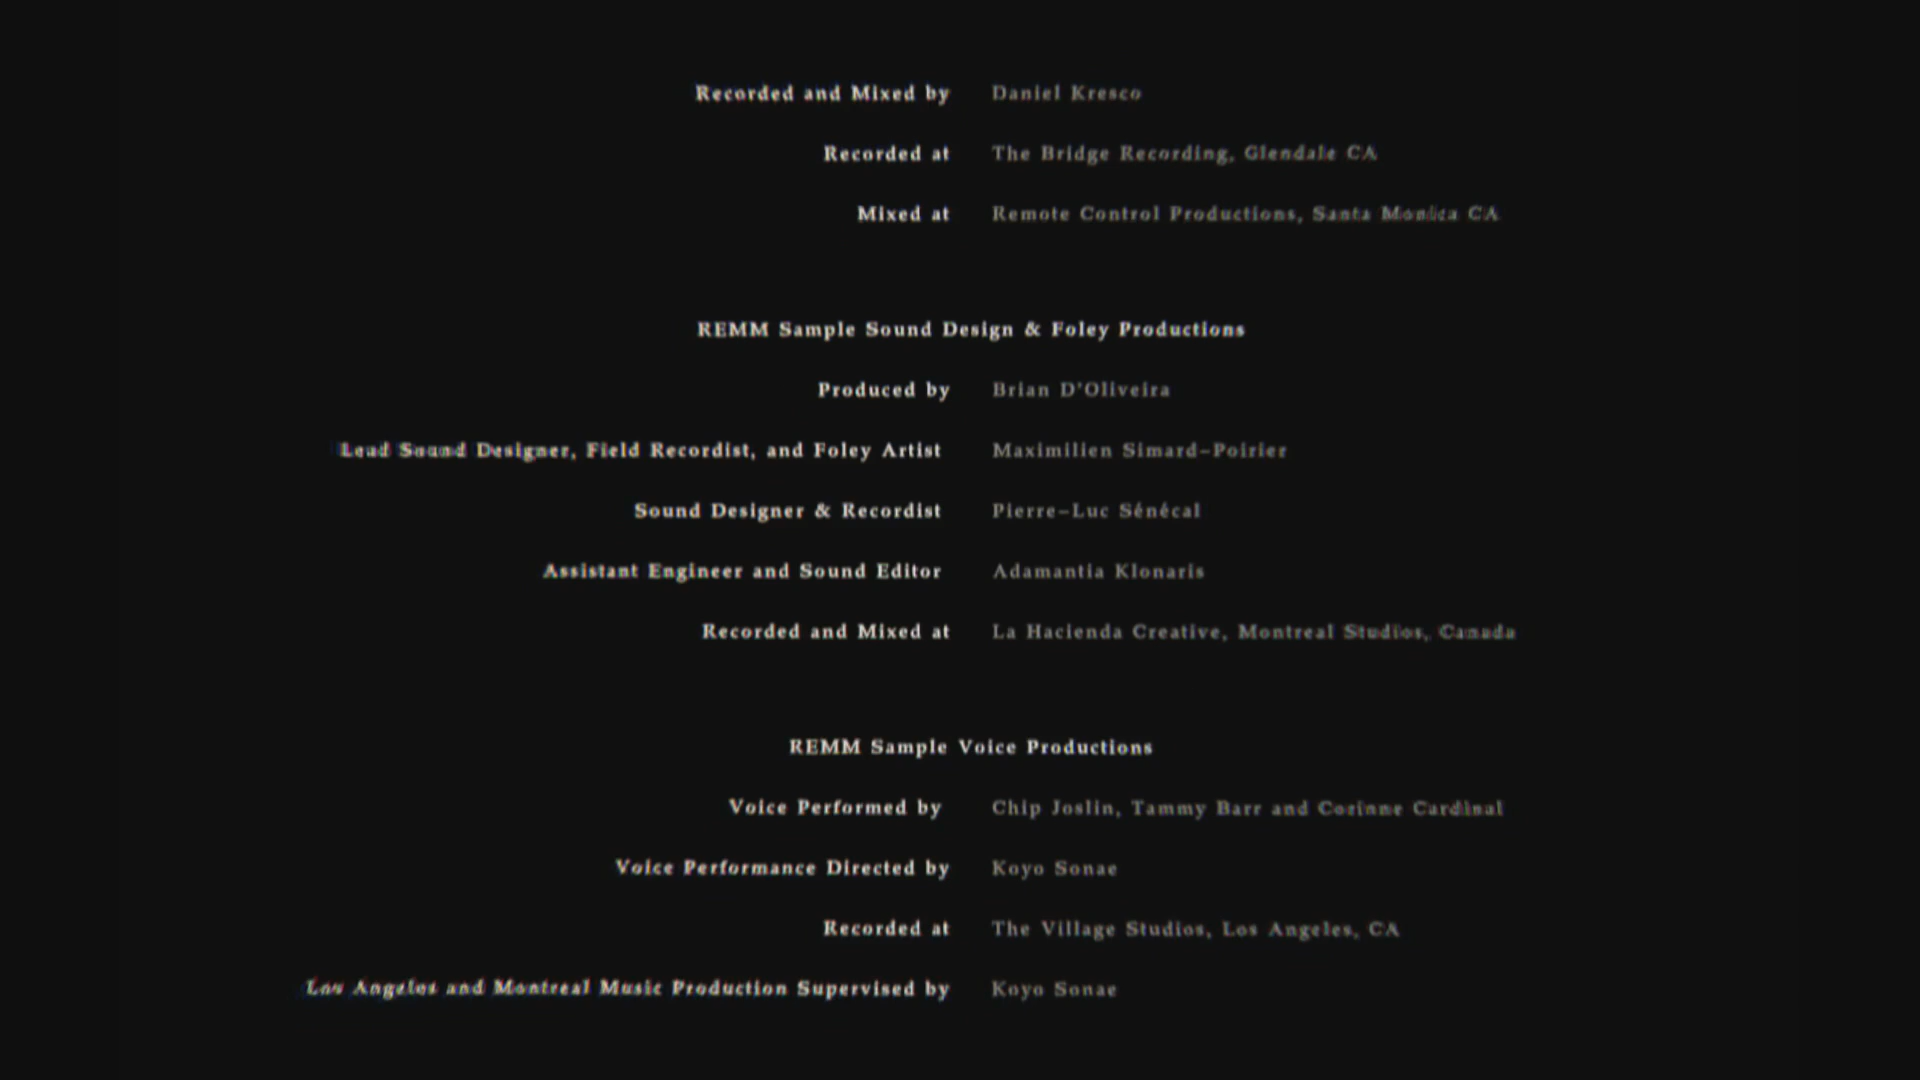 Recorded and Mixed by Daniel Kresco
Recorded at The Bridge Recording, Glendale CA
Mixed at Remote Control Productions, Santa Monica CA
REMM Sample Sound Design & Foley Productions
Produced by Brian D'Oliveira
Lead Sound Designer, Field Recordist, and Foley Artist Maximilien Simard-Poirier
Sound Designer & Recordist Pierre-Luc Sénécal
Assistant Engineer and Sound Editor Adamantia Klonaris
Recorded and Mixed at La Hacienda Creative, Montreal Studios, Canada
REMM Sample Voice Productions
Voice Performed by Chip Joslin, Tammy Barr and Corinne Cardinal
Voice Performance Directed by Koyo Sonae
Recorded at The Village Studios, Los Angeles, CA
Los Angeles and Montreal Music Production Supervised by Koyo Sonae